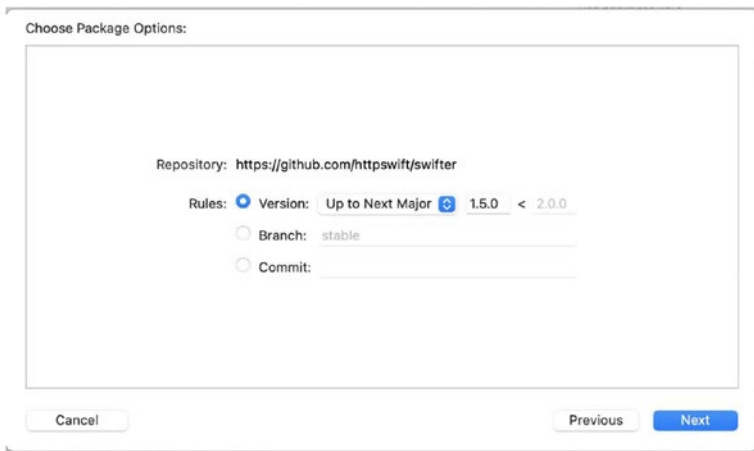 Choose Package Options:
Repository: https://github.com/httpswift/swifter
Rules: Version: Up to Next Major 1.5.0 < 2.0.0
Branch: stable
Commit:
Cancel Previous Next